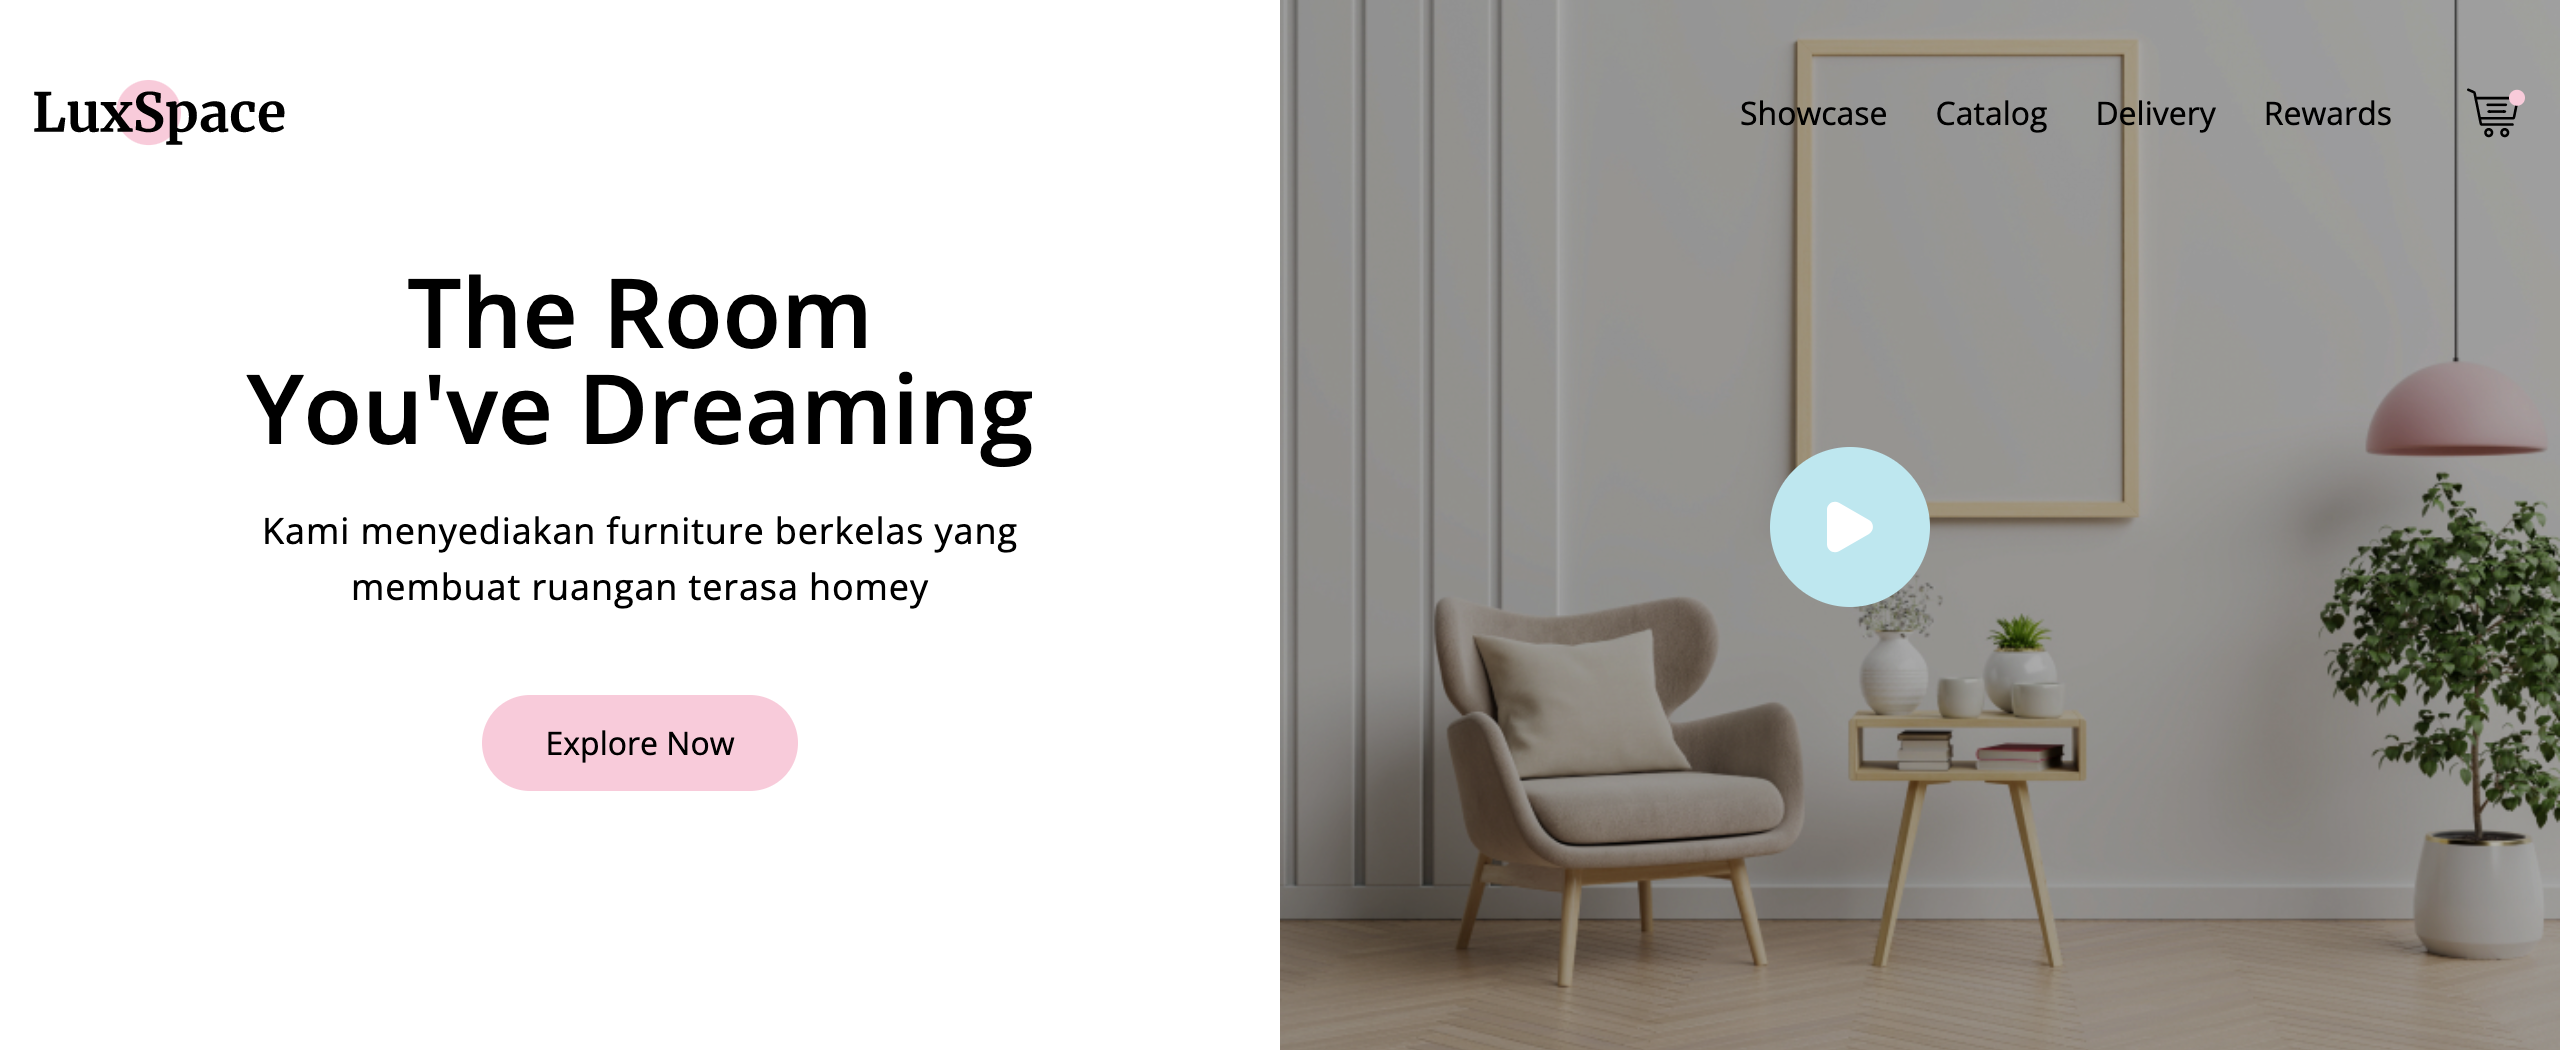 LuxSpace
Showcase Catalog Delivery Rewards
The Room
You've Dreaming
Kami menyediakan furniture berkelas yang
membuat ruangan terasa homey
Explore Now